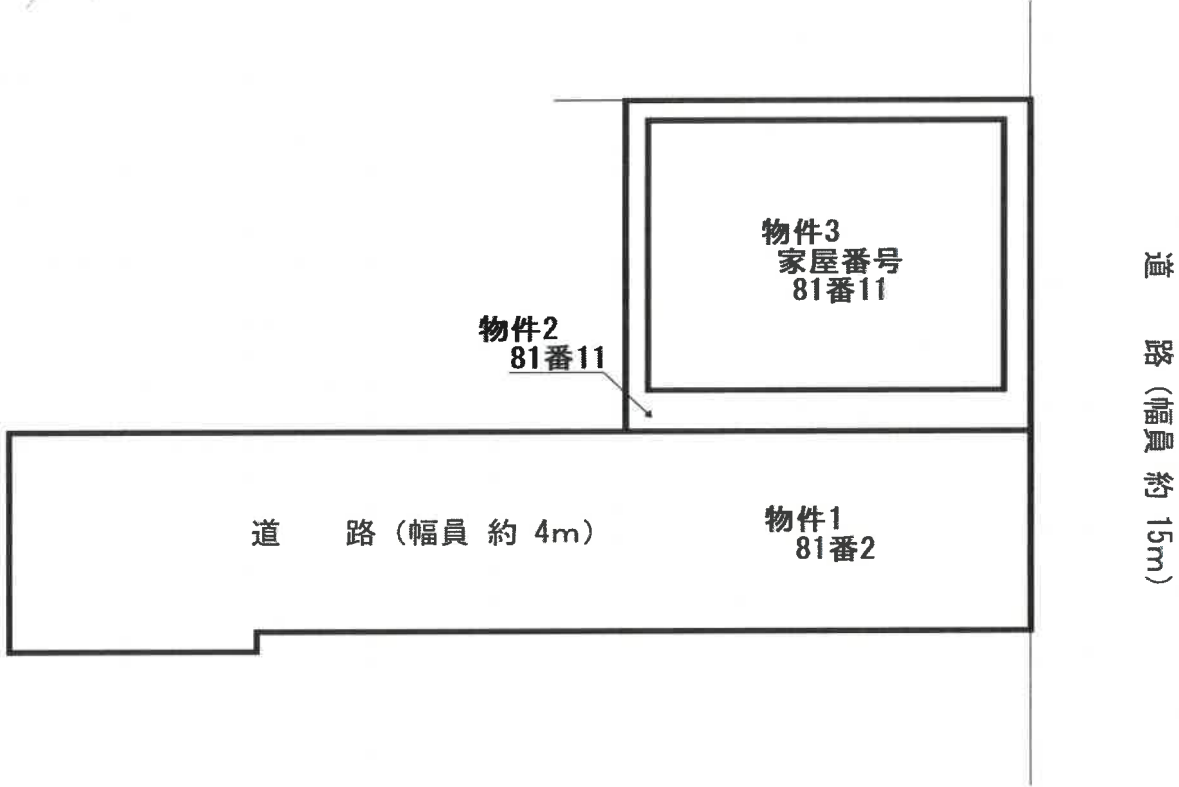 物件3
家屋番号
81番11
物件2
81番11
道　路（幅員 約 4m）
物件1
81番2
道　路（幅員 約 15m）